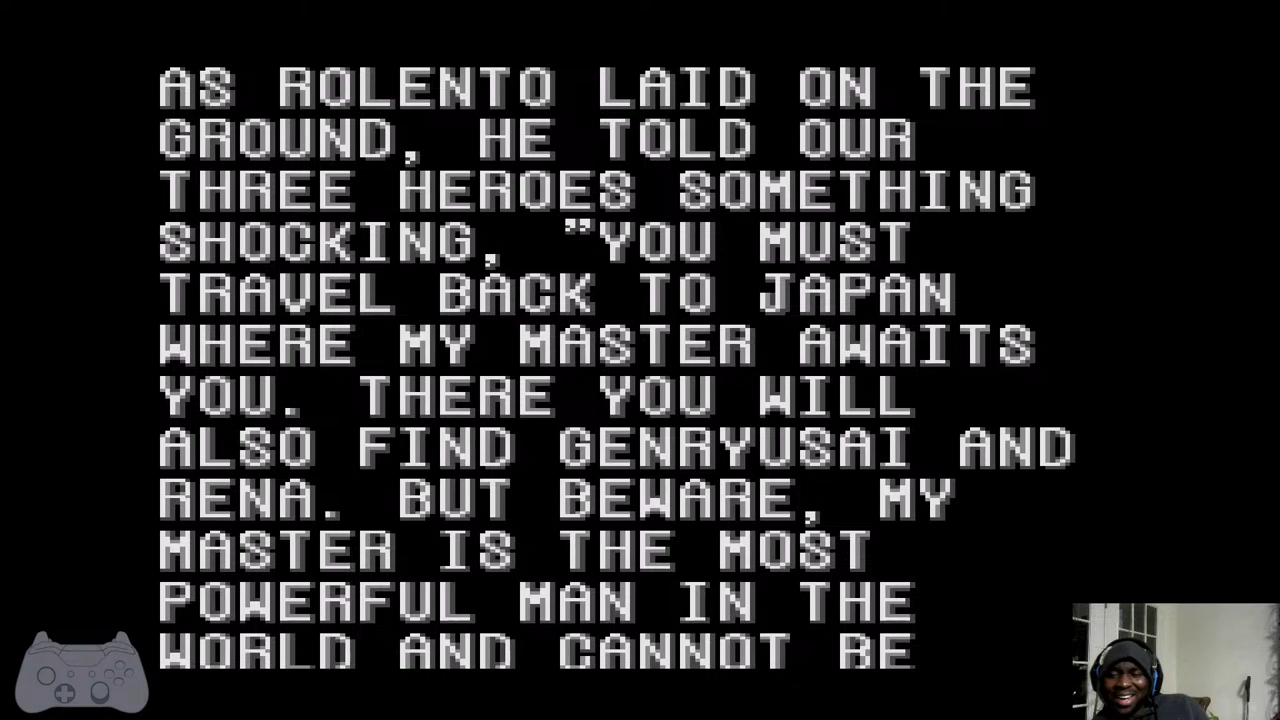 AS ROLENTO LAID ON THE
GROUND, HE TOLD OUR
THREE HEROES SOMETHING
SHOCKING, "YOU MUST
TRAVEL BACK TO JAPAN
WHERE MY MASTER AWAITS
YOU. THERE YOU WILL
ALSO FIND GENRYUSAI AND
RENA. BUT BEWARE, MY
MASTER IS THE MOST
POWERFUL MAN IN THE
WORLD AND CANNOT BE